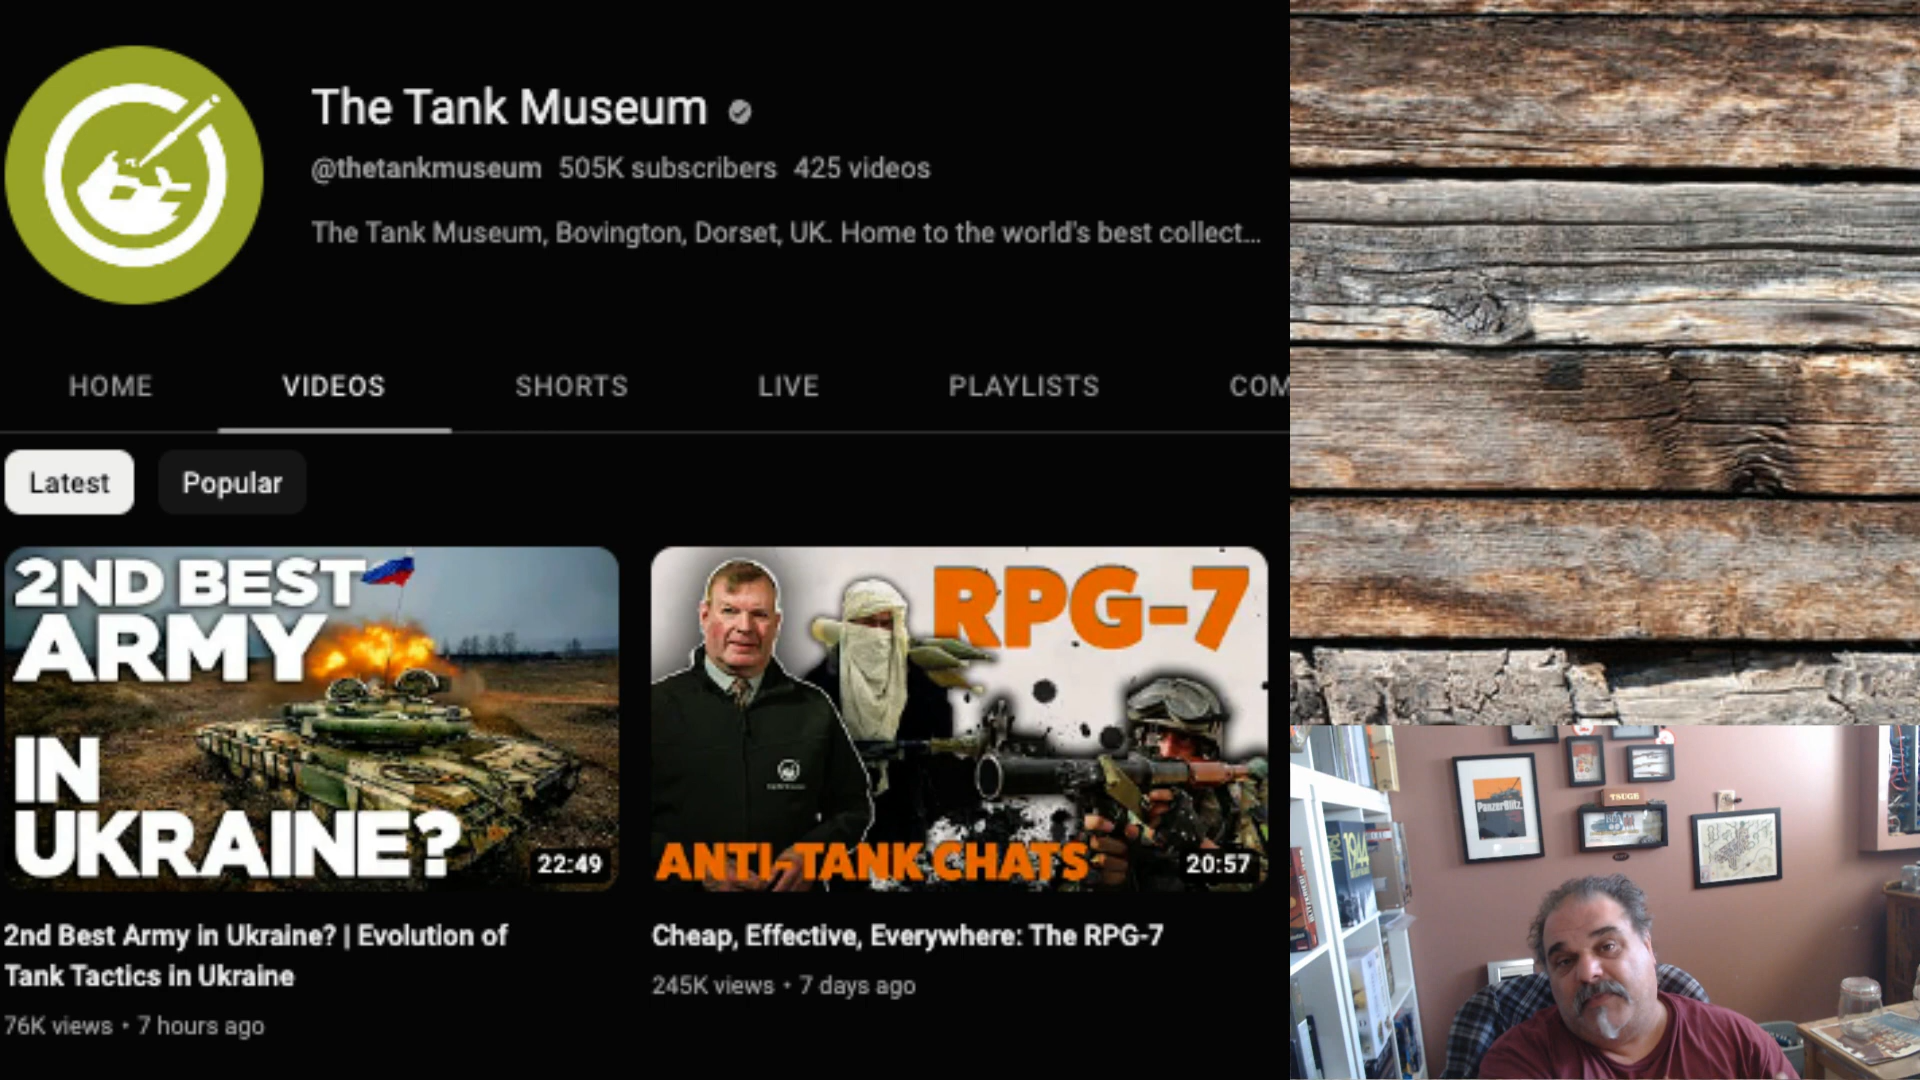 The Tank Museum
@thetankmuseum 505K subscribers 425 videos
The Tank Museum, Bovington, Dorset, UK. Home to the world's best collect...
HOME VIDEOS SHORTS LIVE PLAYLISTS COM
Latest Popular
2ND BEST
ARMY
IN
UKRAINE?
22:49
RPG-7
ANTI-TANK CHATS
20:57
2nd Best Army in Ukraine? | Evolution of
Tank Tactics in Ukraine
76K views • 7 hours ago
Cheap, Effective, Everywhere: The RPG-7
245K views • 7 days ago
PanzerBlitz
TSUGE
1944